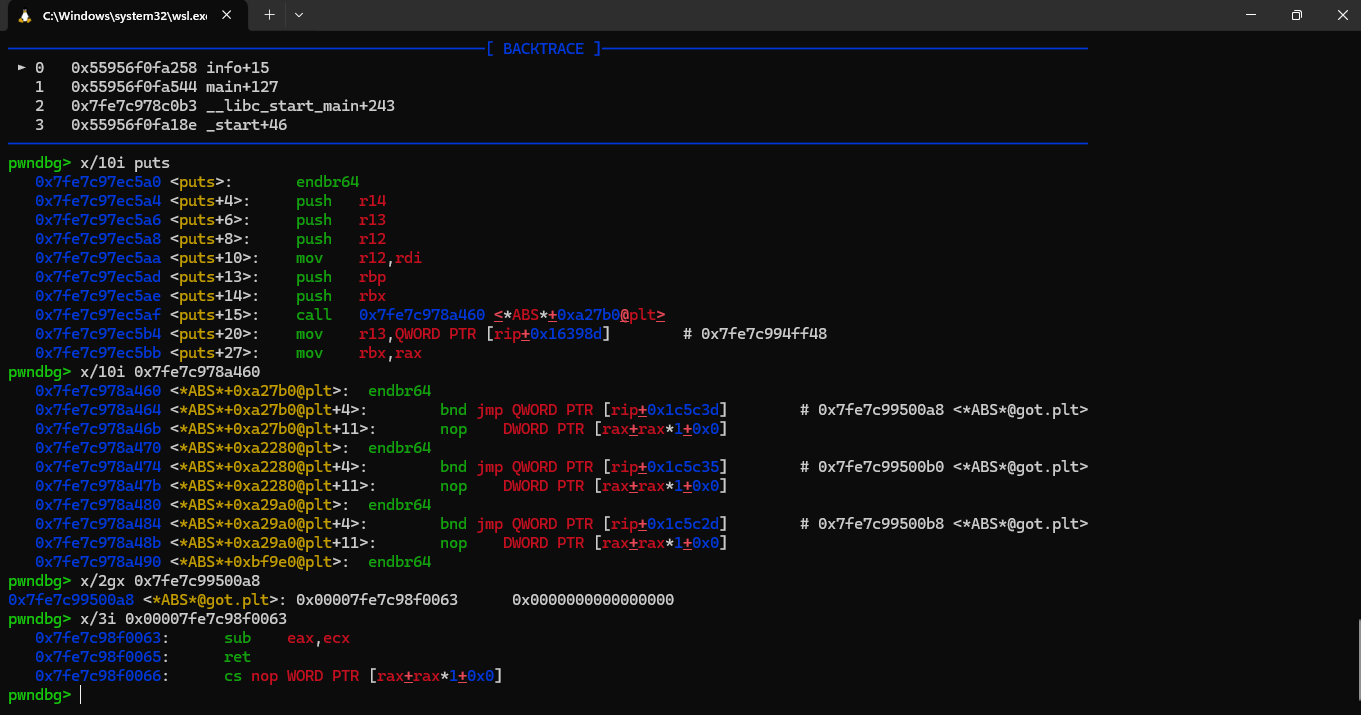 C:\Windows\system32\wsl.exe
[ BACKTRACE ]
► 0   0x55956f0fa258 info+15
1   0x55956f0fa544 main+127
2   0x7fe7c978c0b3 __libc_start_main+243
3   0x55956f0fa18e _start+46
pwndbg> x/10i puts
0x7fe7c97ec5a0 <puts>:       endbr64
0x7fe7c97ec5a4 <puts+4>:     push   r14
0x7fe7c97ec5a6 <puts+6>:     push   r13
0x7fe7c97ec5a8 <puts+8>:     push   r12
0x7fe7c97ec5aa <puts+10>:    mov    r12,rdi
0x7fe7c97ec5ad <puts+13>:    push   rbp
0x7fe7c97ec5ae <puts+14>:    push   rbx
0x7fe7c97ec5af <puts+15>:    call   0x7fe7c978a460 <*ABS*+0xa27b0@plt>
0x7fe7c97ec5b4 <puts+20>:    mov    r13,QWORD PTR [rip+0x16398d]        # 0x7fe7c994ff48
0x7fe7c97ec5bb <puts+27>:    mov    rbx,rax
pwndbg> x/10i 0x7fe7c978a460
0x7fe7c978a460 <*ABS*+0xa27b0@plt>:  endbr64
0x7fe7c978a464 <*ABS*+0xa27b0@plt+4>:        bnd jmp QWORD PTR [rip+0x1c5c3d]        # 0x7fe7c99500a8 <*ABS*@got.plt>
0x7fe7c978a46b <*ABS*+0xa27b0@plt+11>:       nop    DWORD PTR [rax+rax*1+0x0]
0x7fe7c978a470 <*ABS*+0xa2280@plt>:  endbr64
0x7fe7c978a474 <*ABS*+0xa2280@plt+4>:        bnd jmp QWORD PTR [rip+0x1c5c35]        # 0x7fe7c99500b0 <*ABS*@got.plt>
0x7fe7c978a47b <*ABS*+0xa2280@plt+11>:       nop    DWORD PTR [rax+rax*1+0x0]
0x7fe7c978a480 <*ABS*+0xa29a0@plt>:  endbr64
0x7fe7c978a484 <*ABS*+0xa29a0@plt+4>:        bnd jmp QWORD PTR [rip+0x1c5c2d]        # 0x7fe7c99500b8 <*ABS*@got.plt>
0x7fe7c978a48b <*ABS*+0xa29a0@plt+11>:       nop    DWORD PTR [rax+rax*1+0x0]
0x7fe7c978a490 <*ABS*+0xbf9e0@plt>:  endbr64
pwndbg> x/2gx 0x7fe7c99500a8
0x7fe7c99500a8 <*ABS*@got.plt>: 0x00007fe7c98f0063      0x0000000000000000
pwndbg> x/3i 0x00007fe7c98f0063
0x7fe7c98f0063:      sub    eax,ecx
0x7fe7c98f0065:      ret
0x7fe7c98f0066:      cs nop WORD PTR [rax+rax*1+0x0]
pwndbg>